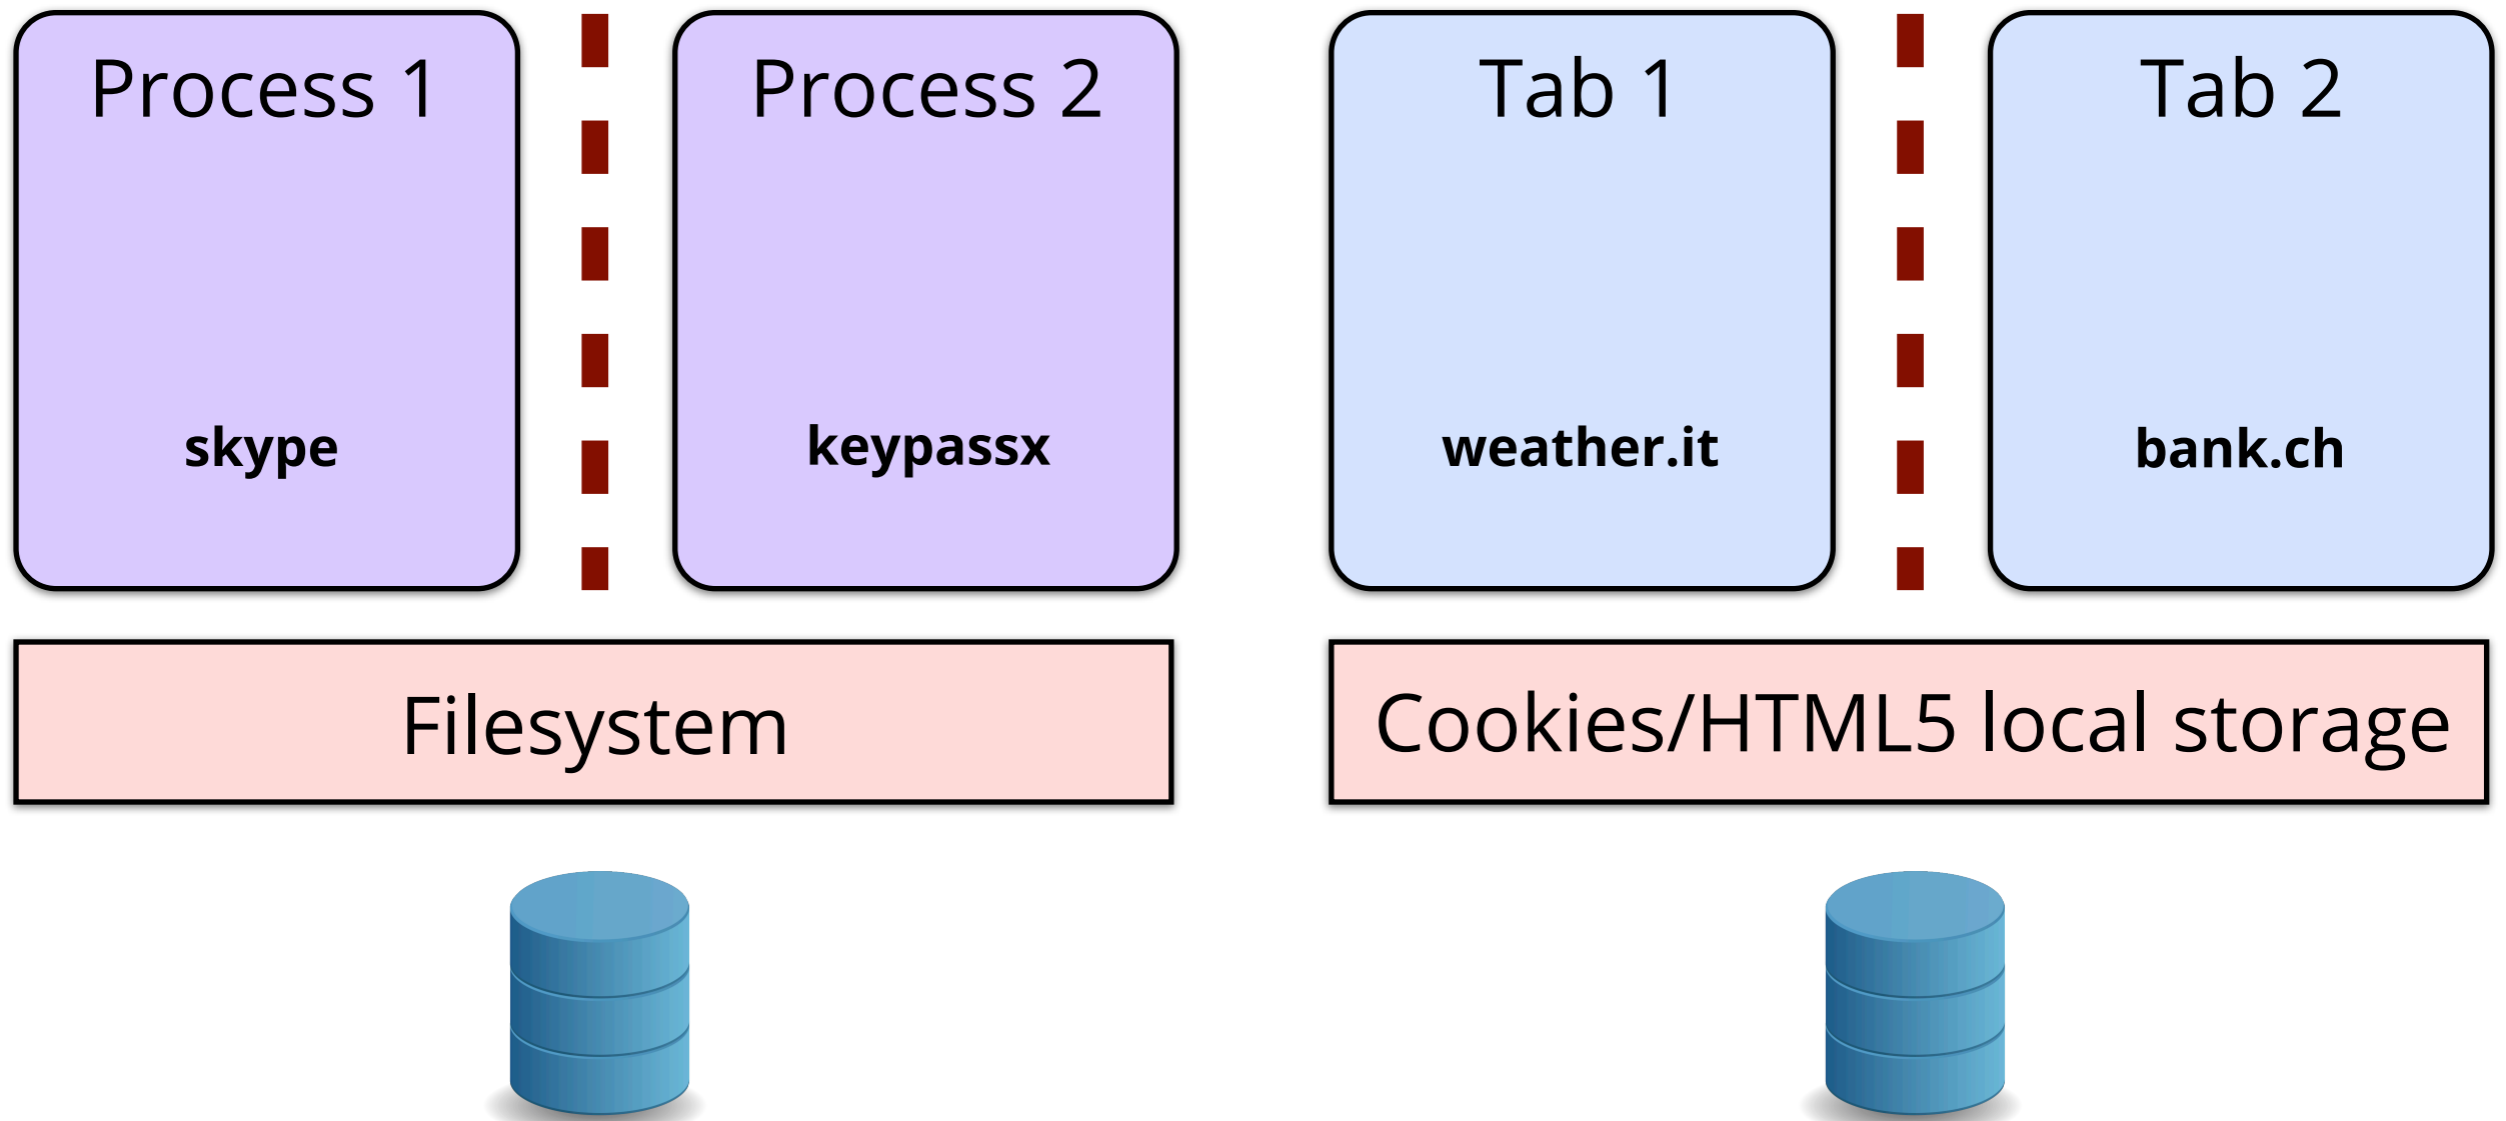 Process 1
Process 2
Tab 1
Tab 2
skype
keypassx
weather.it
bank.ch
Filesystem
Cookies/HTML5 local storage